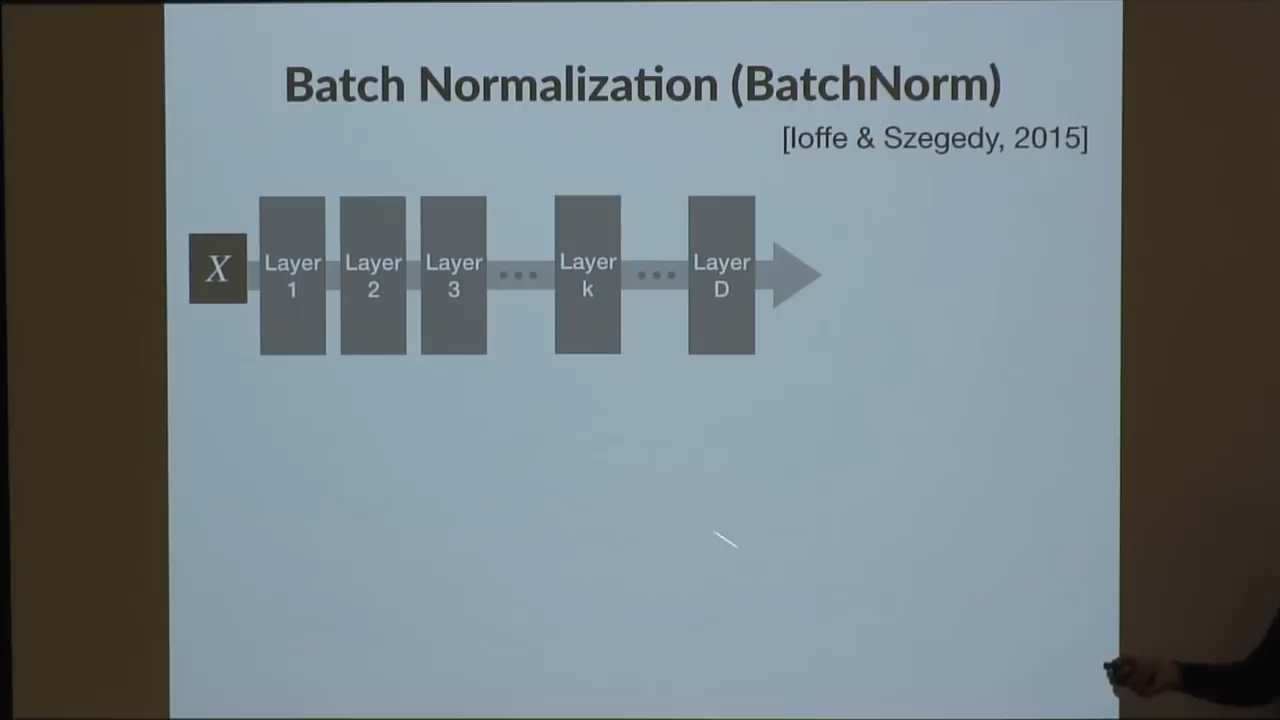 Batch Normalization (BatchNorm)
[Ioffe & Szegedy, 2015]
X
Layer
1
Layer
2
Layer
3
...
Layer
k
...
Layer
D